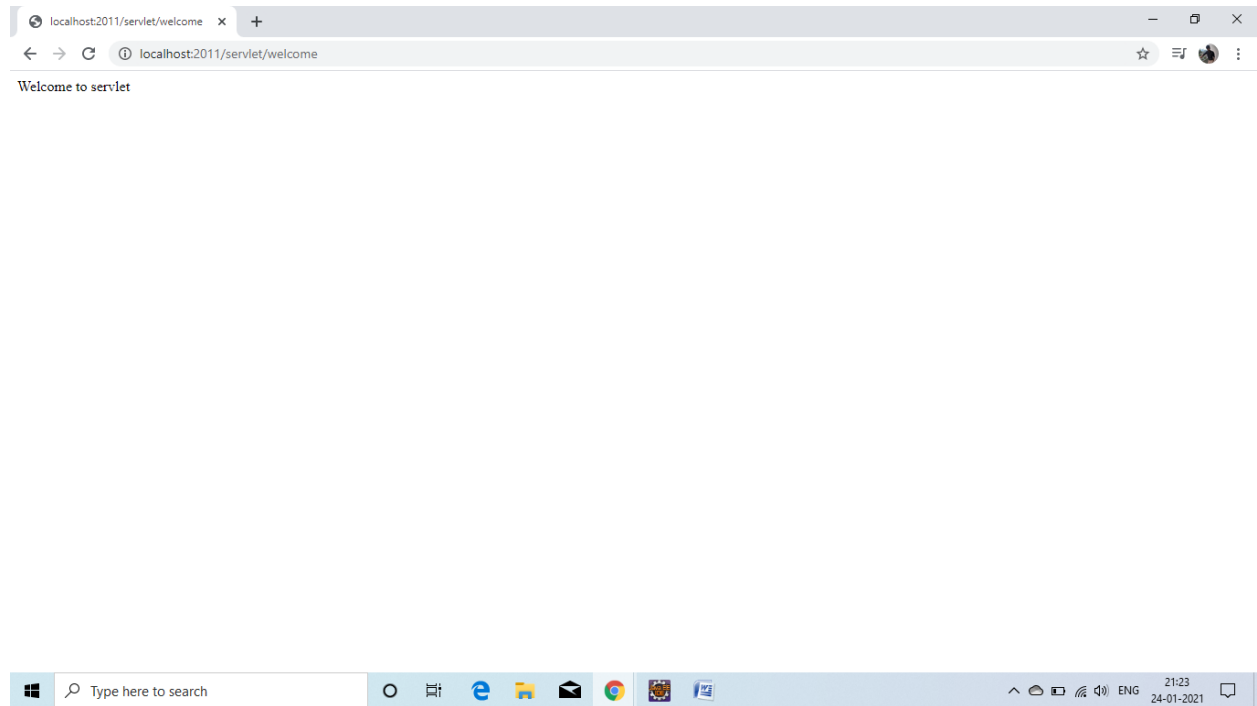 localhost:2011/servlet/welcome
localhost:2011/servlet/welcome
Welcome to servlet
Type here to search
ENG
21:23
24-01-2021